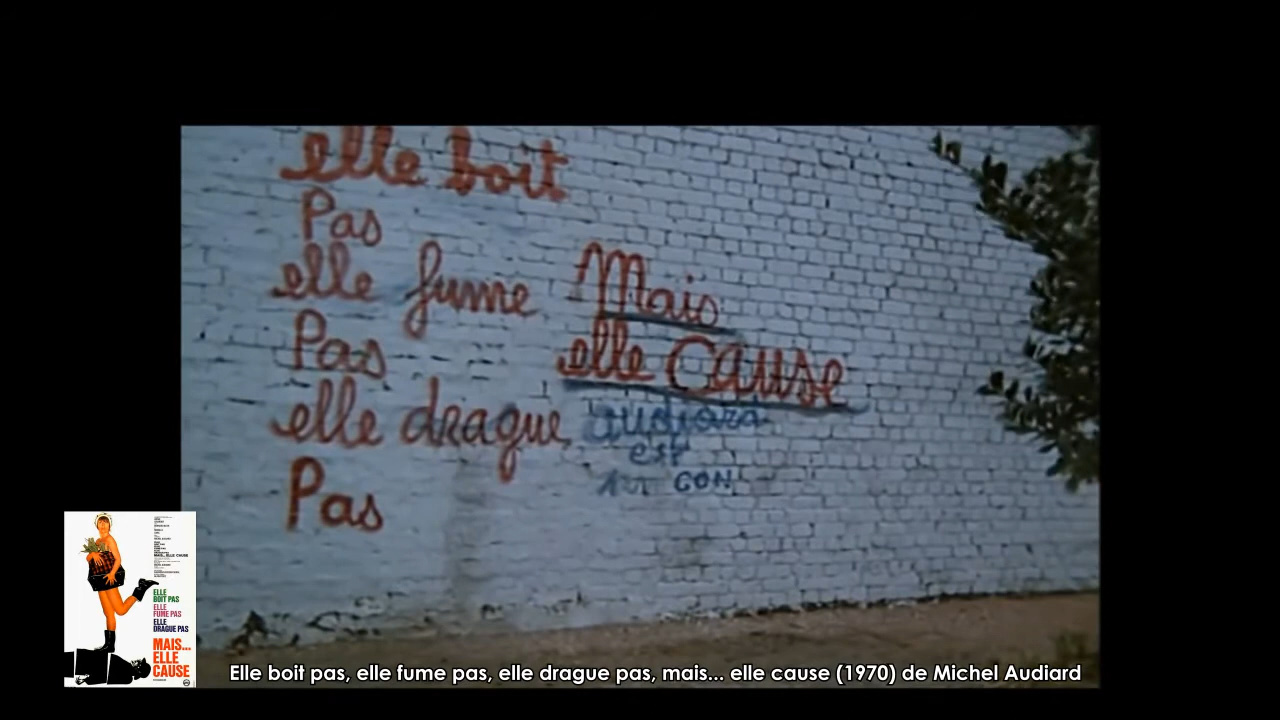 elle boit
Pas
elle fume
Pas
elle drague
Pas
Mais
elle cause
audiard
est
un CON
ELLE
BOIT PAS
ELLE
FUME PAS
ELLE
DRAGUE PAS
MAIS...
ELLE
CAUSE
Elle boit pas, elle fume pas, elle drague pas, mais... elle cause (1970) de Michel Audiard